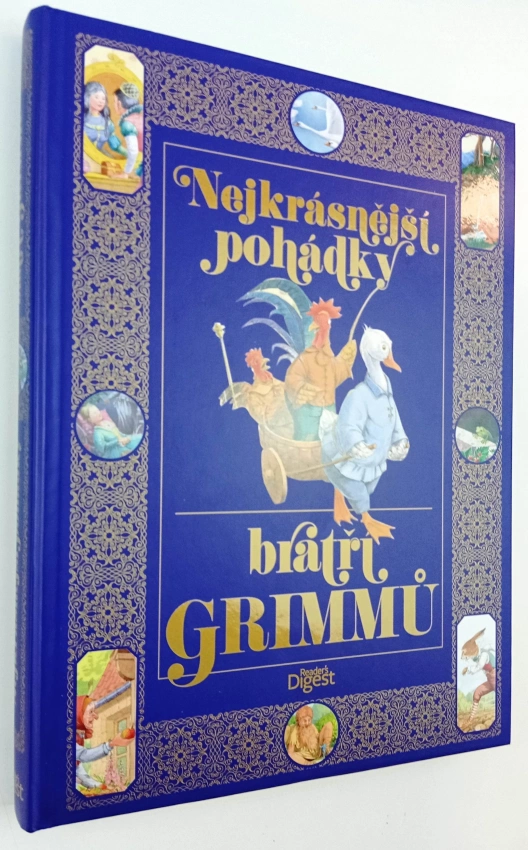 Nejkrásnější
pohádky
bratří
GRIMMŮ
Reader's
Digest